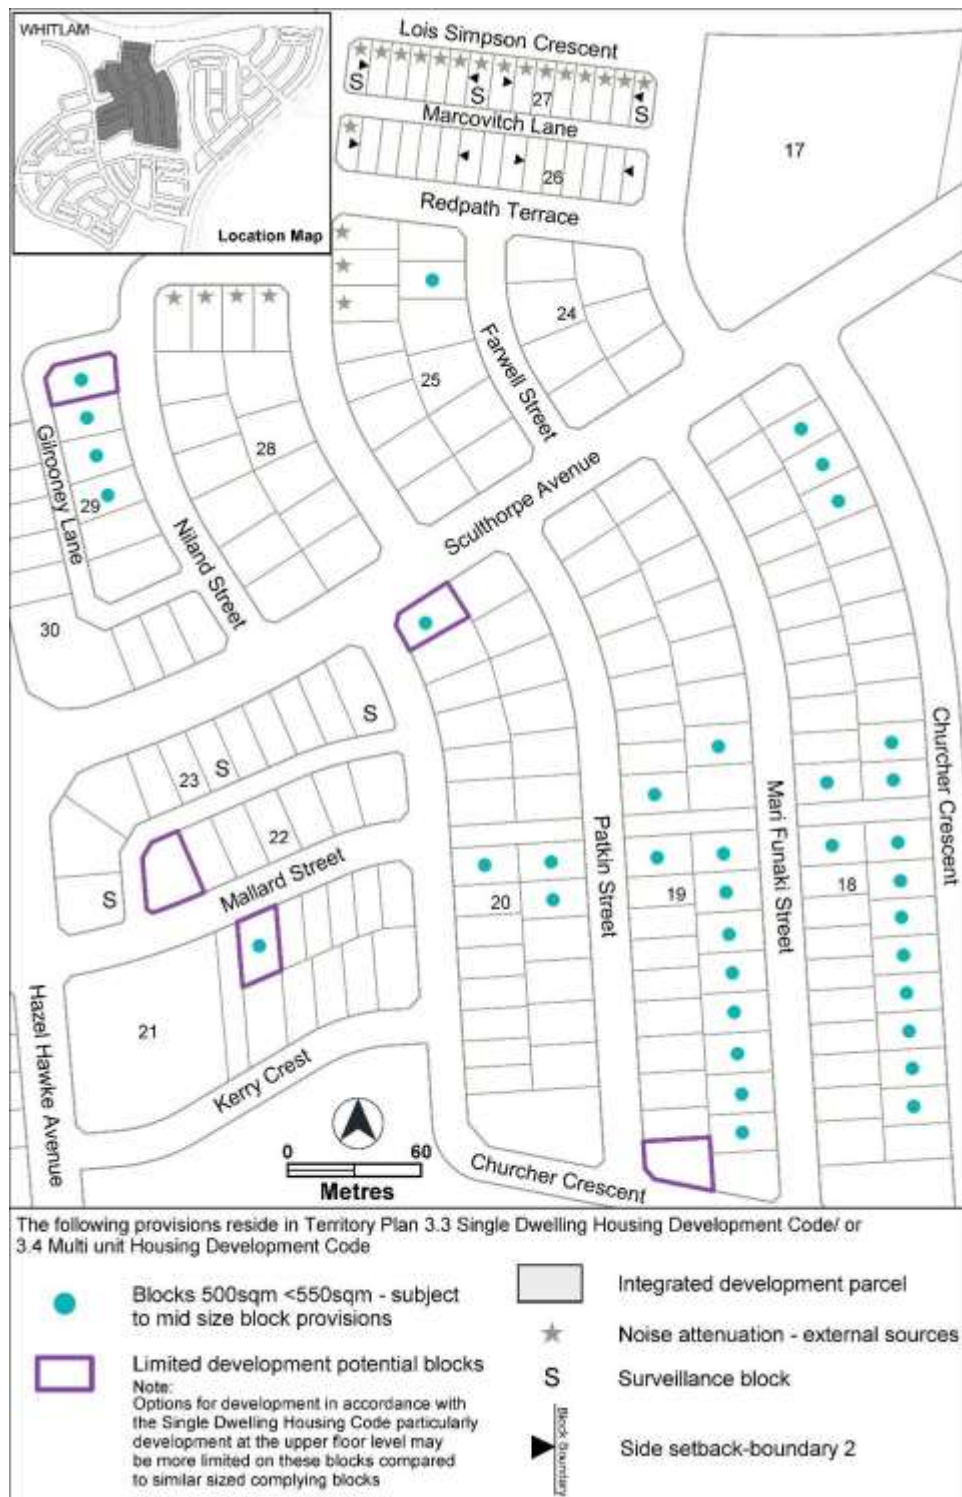 WHITLAM
Location Map
Lois Simpson Crescent
S
S
27
S
Marcovitch Lane
26
Redpath Terrace
17
24
25
Farwell Street
28
Gilrooney Lane
29
Niland Street
30
Sculthorpe Avenue
S
23
S
22
Mallard Street
S
20
Patkin Street
19
Mari Funaki Street
18
Churcher Crescent
21
Hazel Hawke Avenue
Kerry Crest
0 60
Metres
Churcher Crescent
The following provisions reside in Territory Plan 3.3 Single Dwelling Housing Development Code/ or
3.4 Multi unit Housing Development Code
Blocks 500sqm <550sqm - subject
to mid size block provisions
Limited development potential blocks
Note:
Options for development in accordance with
the Single Dwelling Housing Code particularly
development at the upper floor level may
be more limited on these blocks compared
to similar sized complying blocks
Integrated development parcel
Noise attenuation - external sources
S
Surveillance block
Block Boundary
Side setback-boundary 2